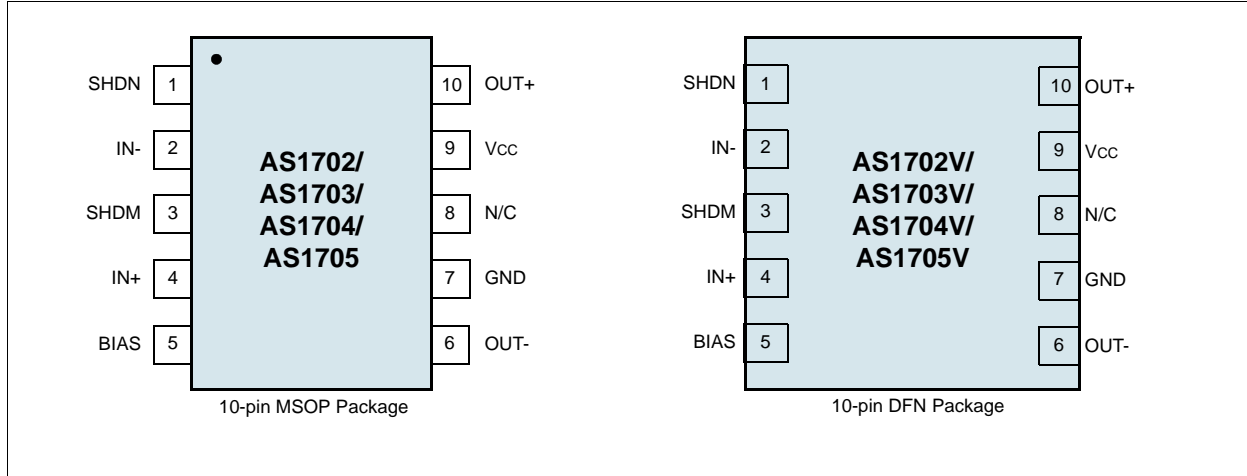 SHDN 1
IN- 2
SHDM 3
IN+ 4
BIAS 5
AS1702/
AS1703/
AS1704/
AS1705
10 OUT+
9 VCC
8 N/C
7 GND
6 OUT-
10-pin MSOP Package
SHDN 1
IN- 2
SHDM 3
IN+ 4
BIAS 5
AS1702V/
AS1703V/
AS1704V/
AS1705V
10 OUT+
9 VCC
8 N/C
7 GND
6 OUT-
10-pin DFN Package